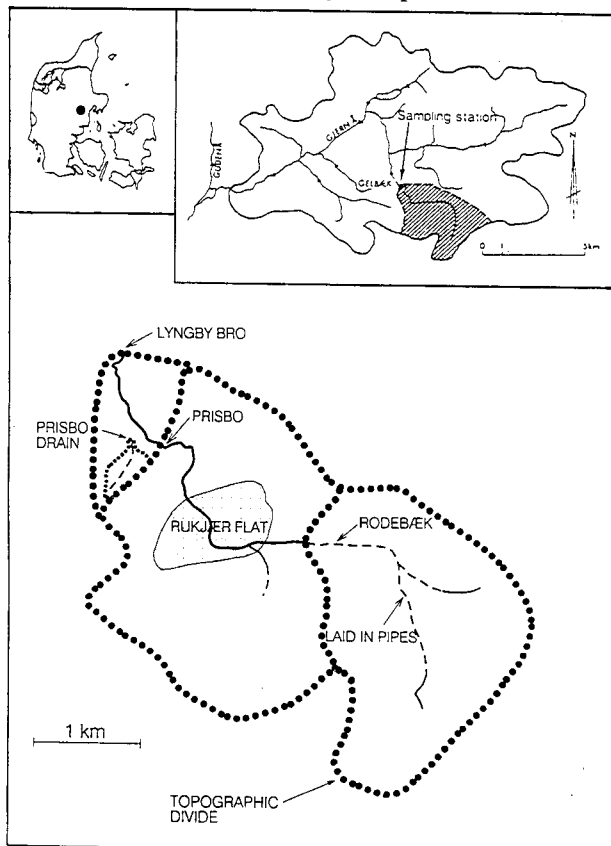 GJERN Å
Sampling station
GUDENÅ
GELBÆK
N
0 1 3km
LYNGBY BRO
PRISBO
DRAIN
PRISBO
RUKJÆR FLAT
RODEBÆK
LAID IN PIPES
1 km
TOPOGRAPHIC
DIVIDE